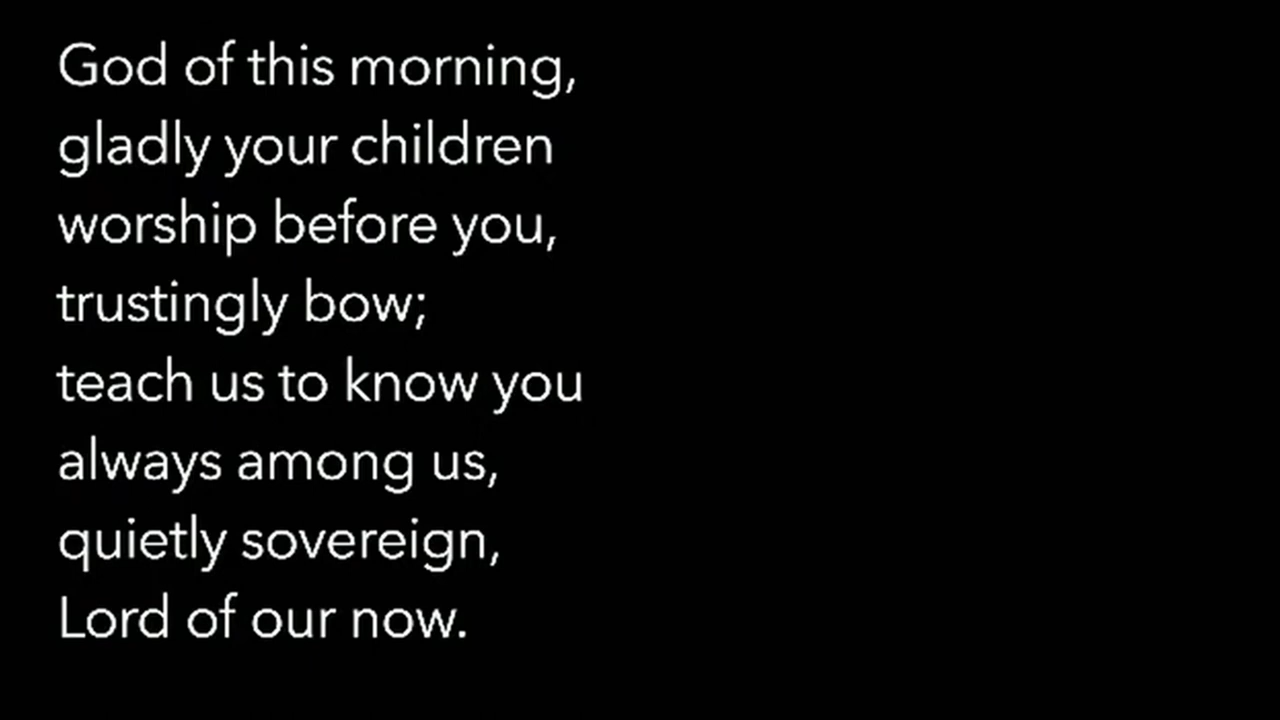 God of this morning,
gladly your children
worship before you,
trustingly bow;
teach us to know you
always among us,
quietly sovereign,
Lord of our now.